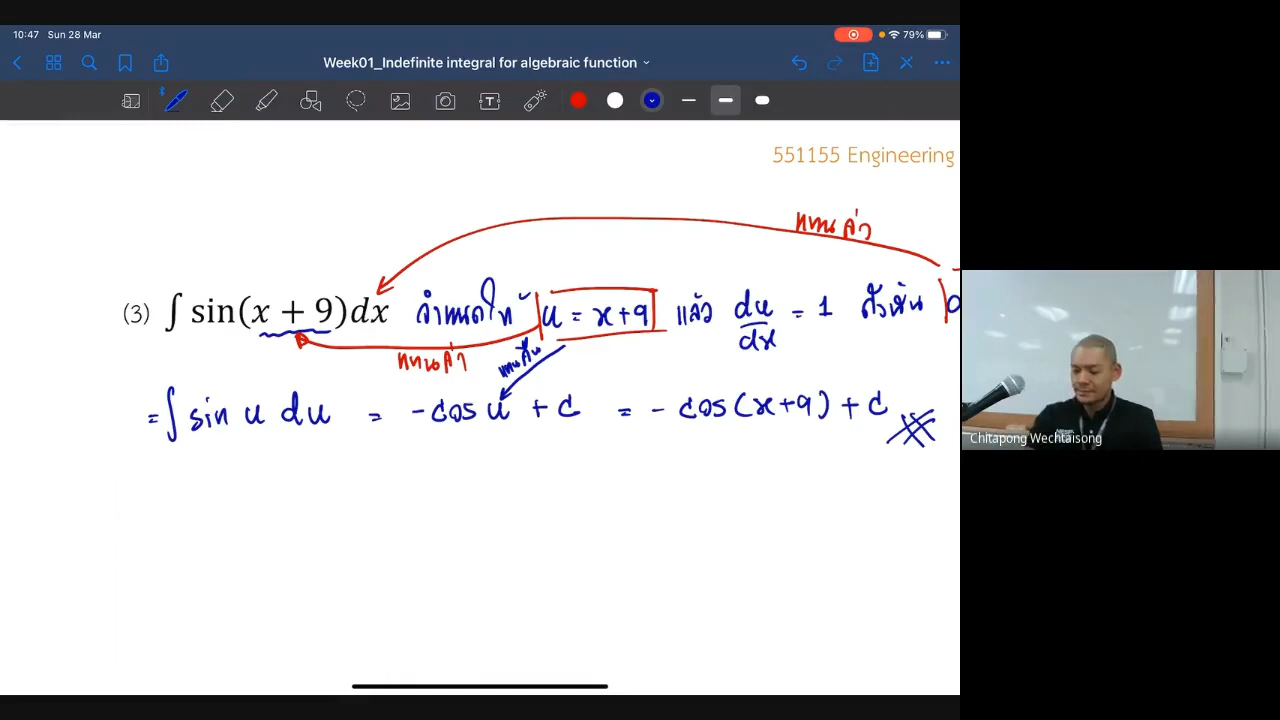 10:47 Sun 28 Mar 79%
Week01_Indefinite integral for algebraic function
551155 Engineering
แทนค่า
(3) ∫ sin(x + 9)dx กำหนดให้ u = x+9 แล้ว du/dx = 1 ดังนั้น
แทนค่า แทนคืน
= ∫ sin u du = -cos u + C = - cos(x+9) + C
Chitapong Wechtaisong